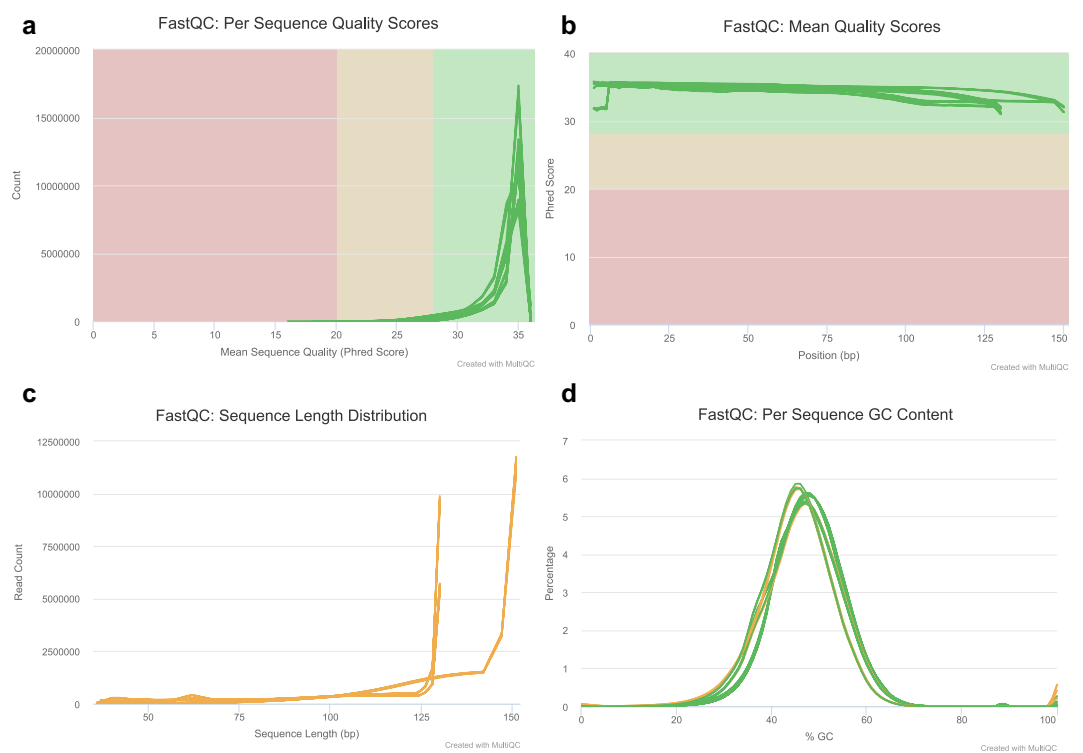 a
FastQC: Per Sequence Quality Scores
20000000
15000000
10000000
5000000
0
Count
0 5 10 15 20 25 30 35
Mean Sequence Quality (Phred Score)
Created with MultiQC
b
FastQC: Mean Quality Scores
40
30
20
10
0
Phred Score
0 25 50 75 100 125 150
Position (bp)
Created with MultiQC
c
FastQC: Sequence Length Distribution
12500000
10000000
7500000
5000000
2500000
0
Read Count
50 75 100 125 150
Sequence Length (bp)
Created with MultiQC
d
FastQC: Per Sequence GC Content
7
6
5
4
3
2
1
0
Percentage
0 20 40 60 80 100
% GC
Created with MultiQC